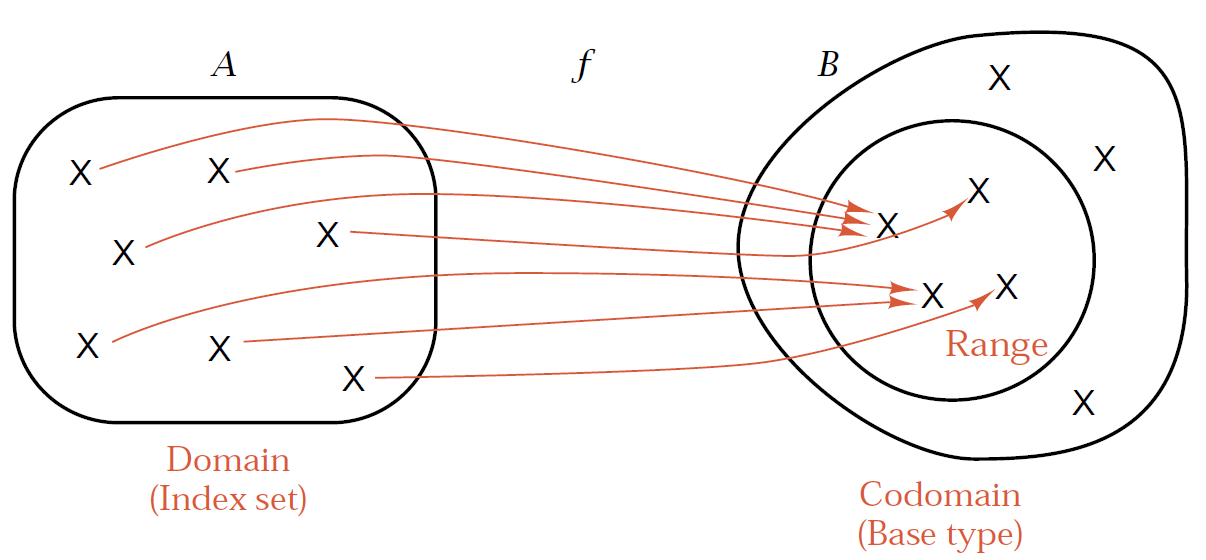 A
f
B
X
X
X
X
X
X
X
X
X
X
X
X
X
X
Range
Domain
(Index set)
Codomain
(Base type)